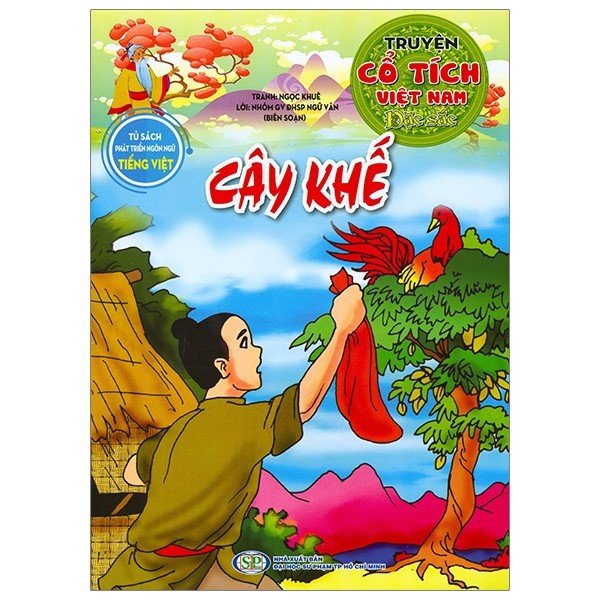 TRANH: NGỌC KHUÊ
LỜI: NHÓM GV ĐHSP NGỮ VĂN
(BIÊN SOẠN)
TRUYỆN
CỔ TÍCH
VIỆT NAM
Đặc sắc
TỦ SÁCH
PHÁT TRIỂN NGÔN NGỮ
TIẾNG VIỆT
CÂY KHẾ
SP
NHÀ XUẤT BẢN
ĐẠI HỌC SƯ PHẠM TP HỒ CHÍ MINH